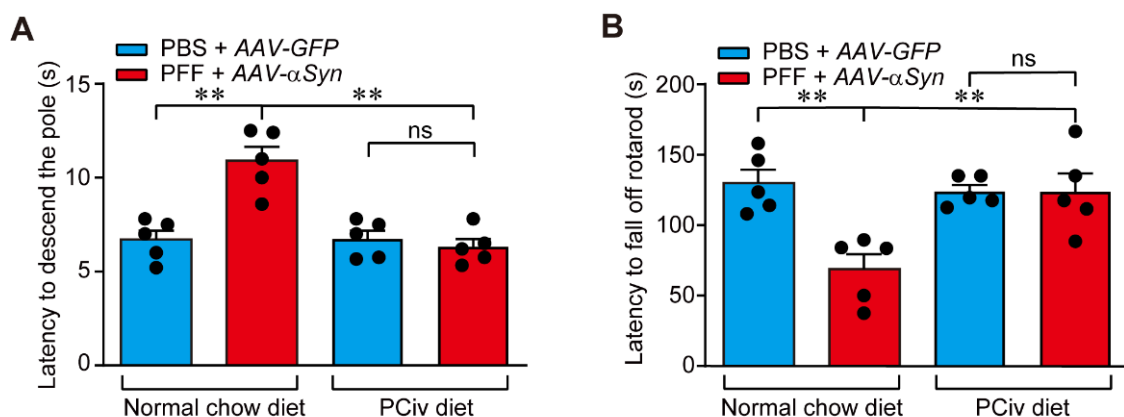 A
PBS + AAV-GFP
PFF + AAV-αSyn
Latency to descend the pole (s)
15
10
5
0
**
**
ns
Normal chow diet
PCiv diet
B
PBS + AAV-GFP
PFF + AAV-αSyn
Latency to fall off rotarod (s)
200
150
100
50
0
ns
**
**
Normal chow diet
PCiv diet